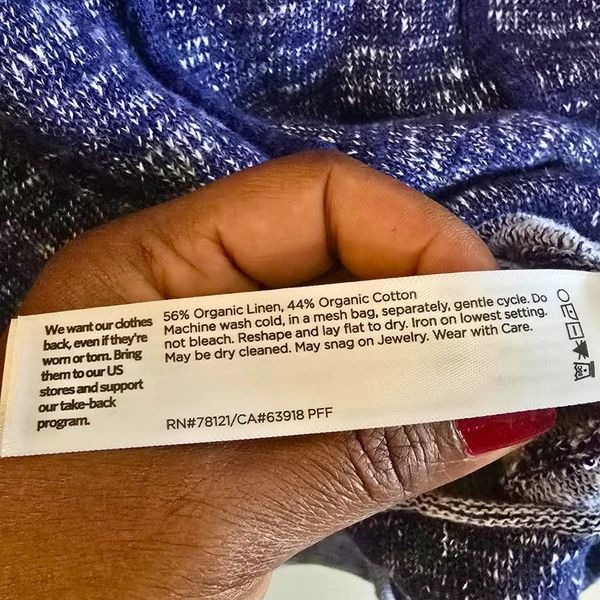 We want our clothes
back, even if they're
worn or torn. Bring
them to our US
stores and support
our take-back
program.
56% Organic Linen, 44% Organic Cotton
Machine wash cold, in a mesh bag, separately, gentle cycle. Do
not bleach. Reshape and lay flat to dry. Iron on lowest setting.
May be dry cleaned. May snag on Jewelry. Wear with Care.
RN#78121/CA#63918 PFF